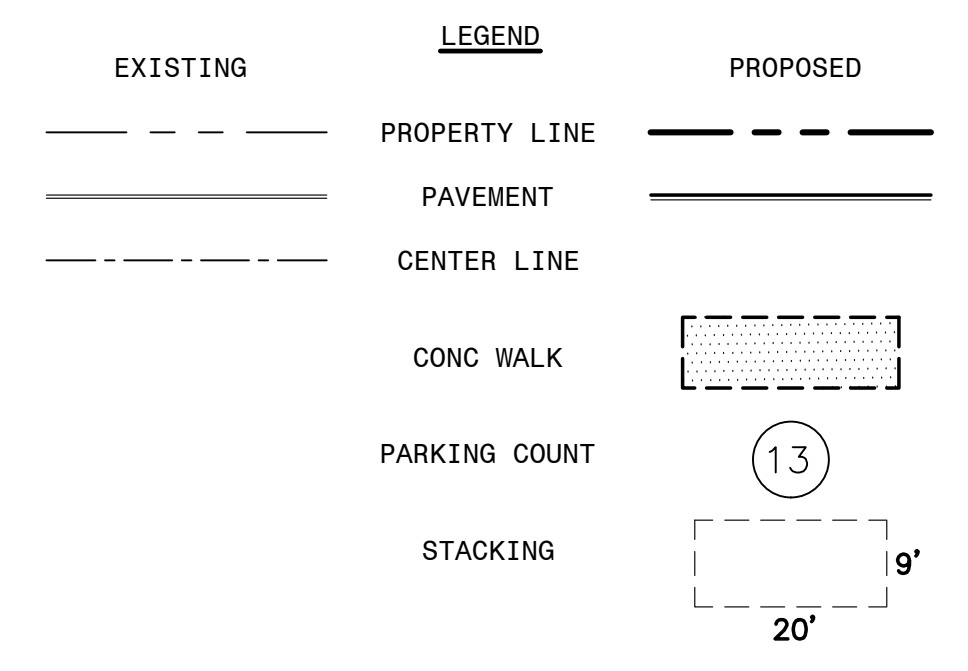 LEGEND
EXISTING
PROPOSED
PROPERTY LINE
PAVEMENT
CENTER LINE
CONC WALK
PARKING COUNT
13
STACKING
9'
20'